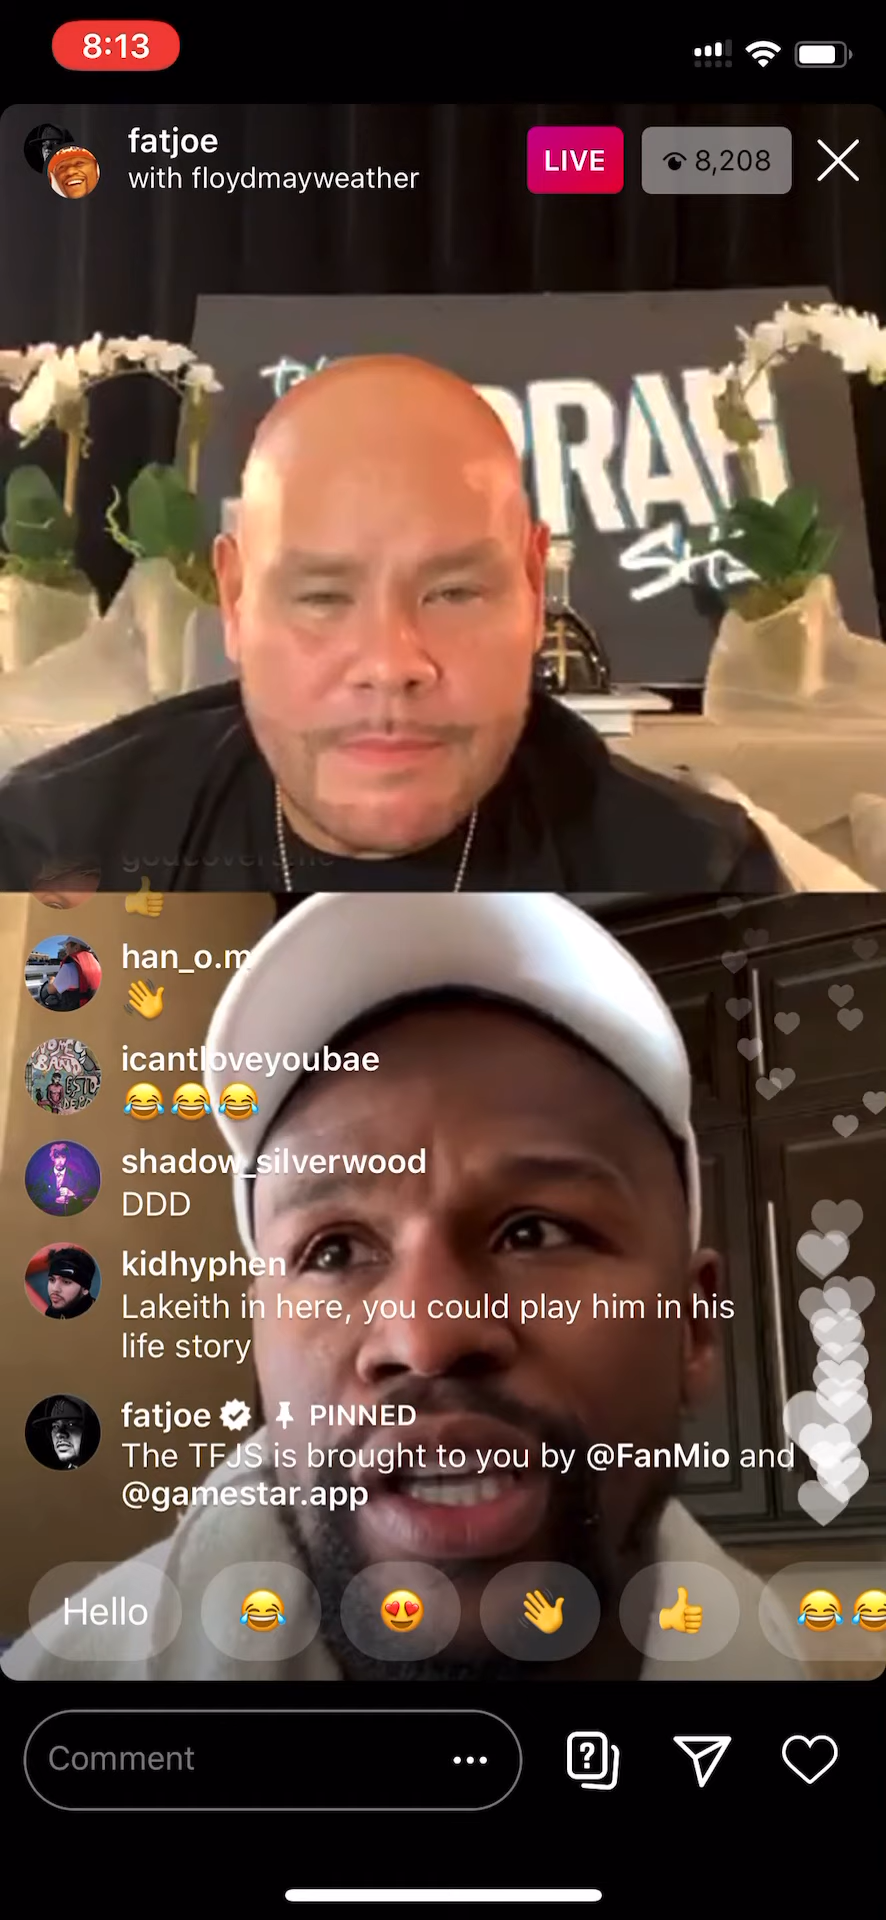 8:13
fatjoe
with floydmayweather
LIVE
8,208
RAH
han_o.m
👋
icantloveyoubae
😂😂😂
shadow_silverwood
DDD
kidhyphen
Lakeith in here, you could play him in his
life story
fatjoe PINNED
The TFJS is brought to you by @FanMio and
@gamestar.app
Hello 😂 😍 👋 👍 😂😂
Comment